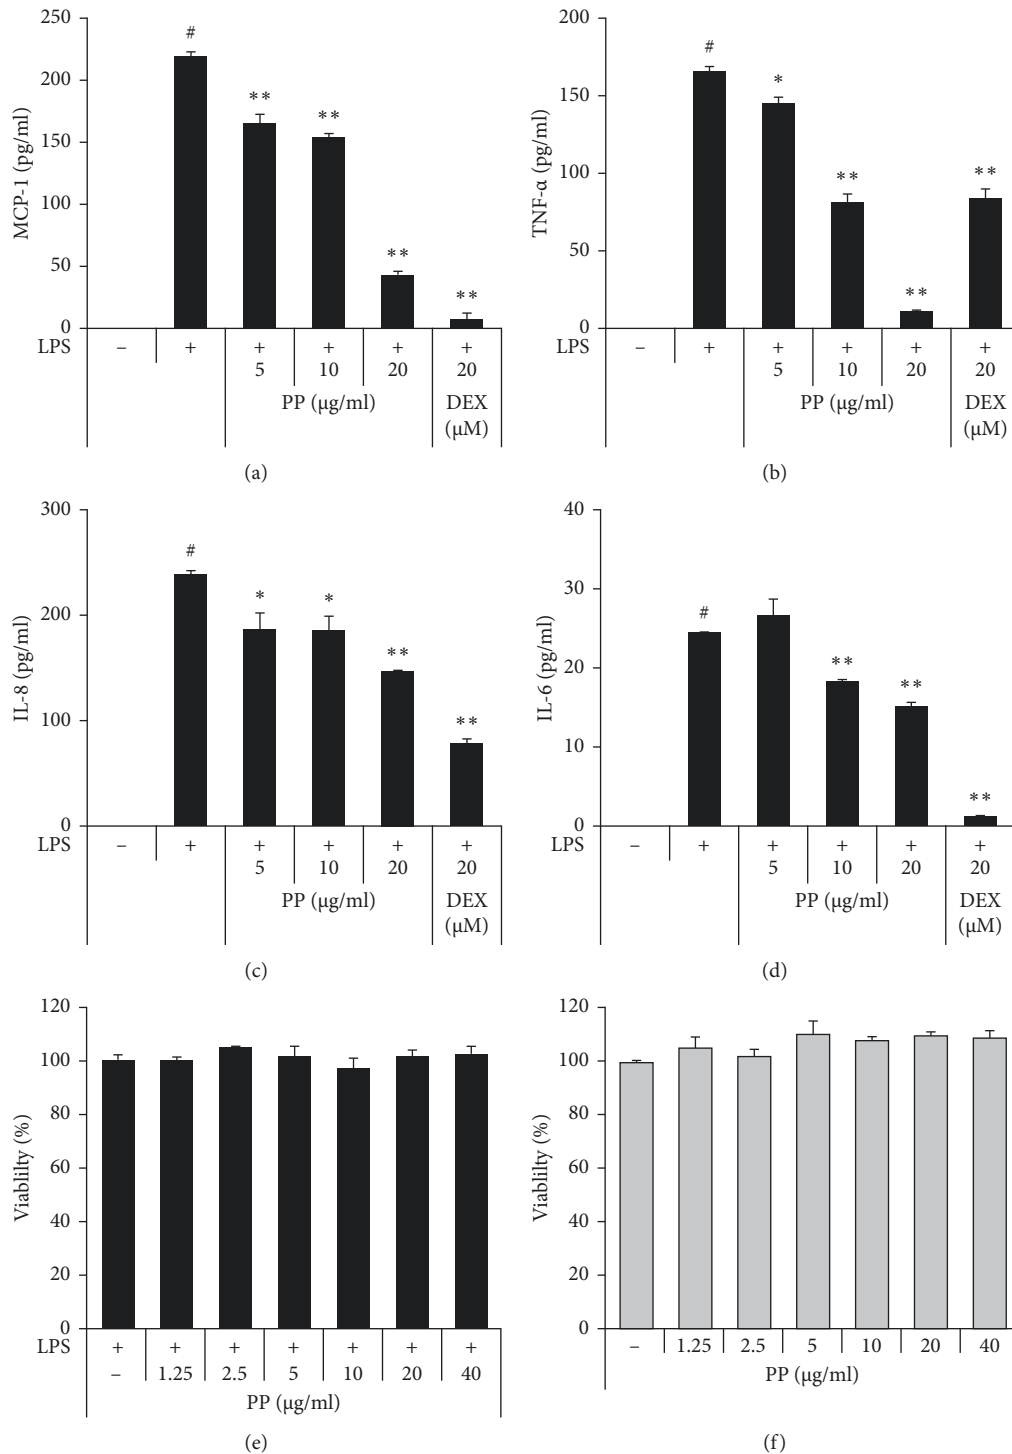 250
200
150
100
50
0
MCP-1 (pg/ml)
#
**
**
**
**
LPS – + + + + +
5 10 20 20
PP (μg/ml) DEX
(μM)
(a)
200
150
100
50
0
TNF-α (pg/ml)
#
*
**
**
**
LPS – + + + + +
5 10 20 20
PP (μg/ml) DEX
(μM)
(b)
300
200
100
0
IL-8 (pg/ml)
#
*
*
**
**
LPS – + + + + +
5 10 20 20
PP (μg/ml) DEX
(μM)
(c)
40
30
20
10
0
IL-6 (pg/ml)
#
**
**
**
LPS – + + + + +
5 10 20 20
PP (μg/ml) DEX
(μM)
(d)
120
100
80
60
40
20
0
Viablilty (%)
LPS + + + + + + +
– 1.25 2.5 5 10 20 40
PP (μg/ml)
(e)
120
100
80
60
40
20
0
Viablilty (%)
– 1.25 2.5 5 10 20 40
PP (μg/ml)
(f)